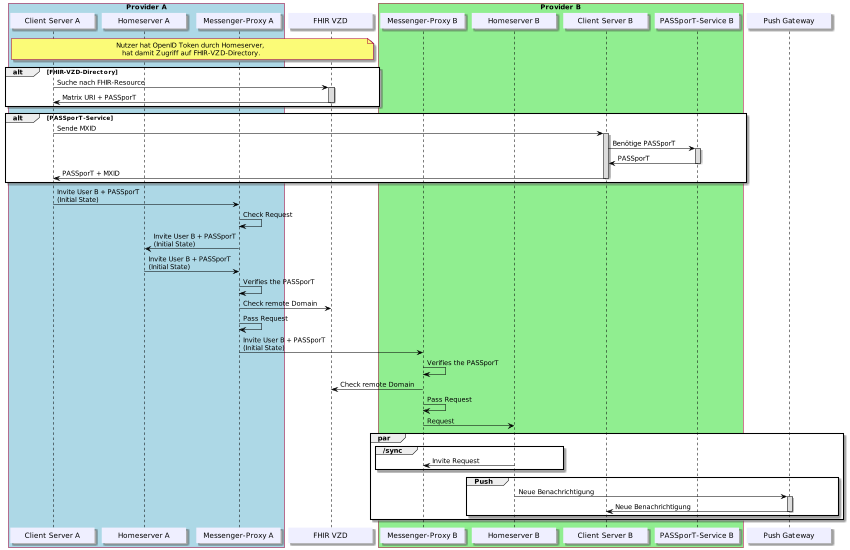 Provider A
Provider B
Client Server A
Homeserver A
Messenger-Proxy A
FHIR VZD
Messenger-Proxy B
Homeserver B
Client Server B
PASSporT-Service B
Push Gateway
Nutzer hat OpenID Token durch Homeserver,
hat damit Zugriff auf FHIR-VZD-Directory.
alt [FHIR-VZD-Directory]
Suche nach FHIR-Resource
Matrix URI + PASSporT
alt [PASSporT-Service]
Sende MXID
Benötige PASSporT
PASSporT
PASSporT + MXID
Invite User B + PASSporT
(Initial State)
Check Request
Invite User B + PASSporT
(Initial State)
Invite User B + PASSporT
(Initial State)
Verifies the PASSporT
Check remote Domain
Pass Request
Invite User B + PASSporT
(Initial State)
Verifies the PASSporT
Check remote Domain
Pass Request
Request
par
/sync
Invite Request
Push
Neue Benachrichtigung
Neue Benachrichtigung
Client Server A
Homeserver A
Messenger-Proxy A
FHIR VZD
Messenger-Proxy B
Homeserver B
Client Server B
PASSporT-Service B
Push Gateway